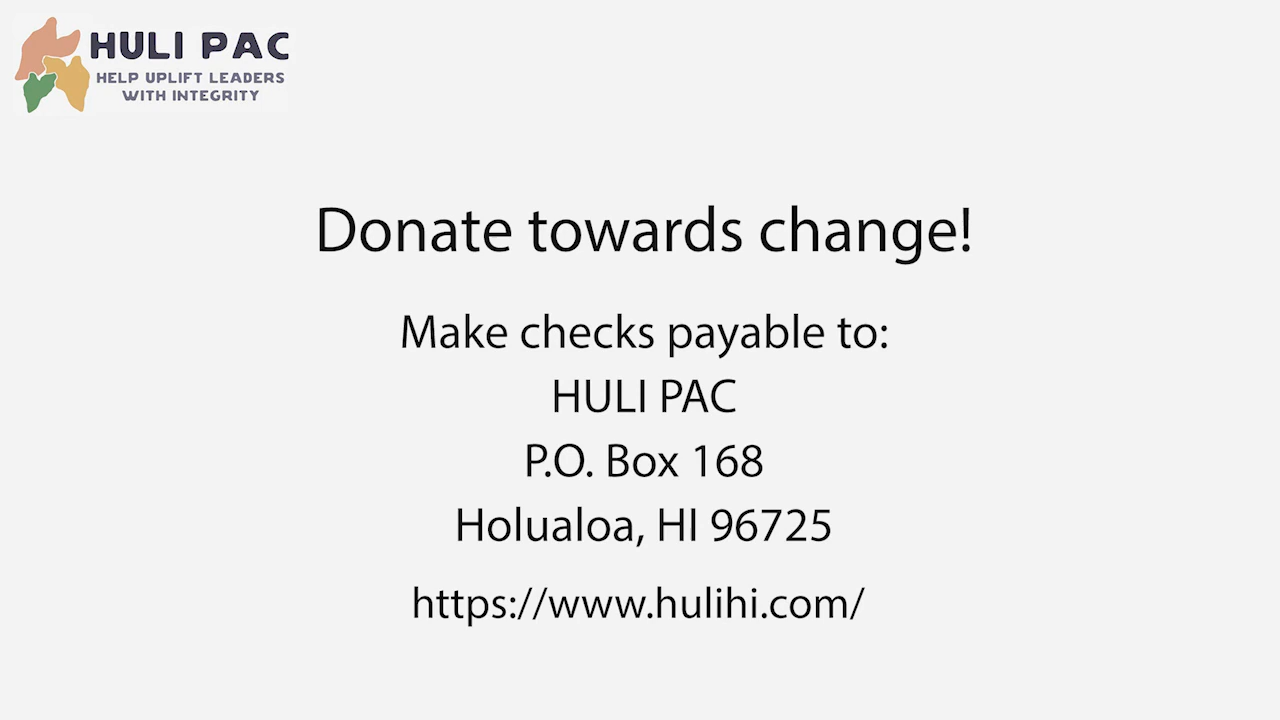 HULI PAC
HELP UPLIFT LEADERS
WITH INTEGRITY
Donate towards change!
Make checks payable to:
HULI PAC
P.O. Box 168
Holualoa, HI 96725
https://www.hulihi.com/